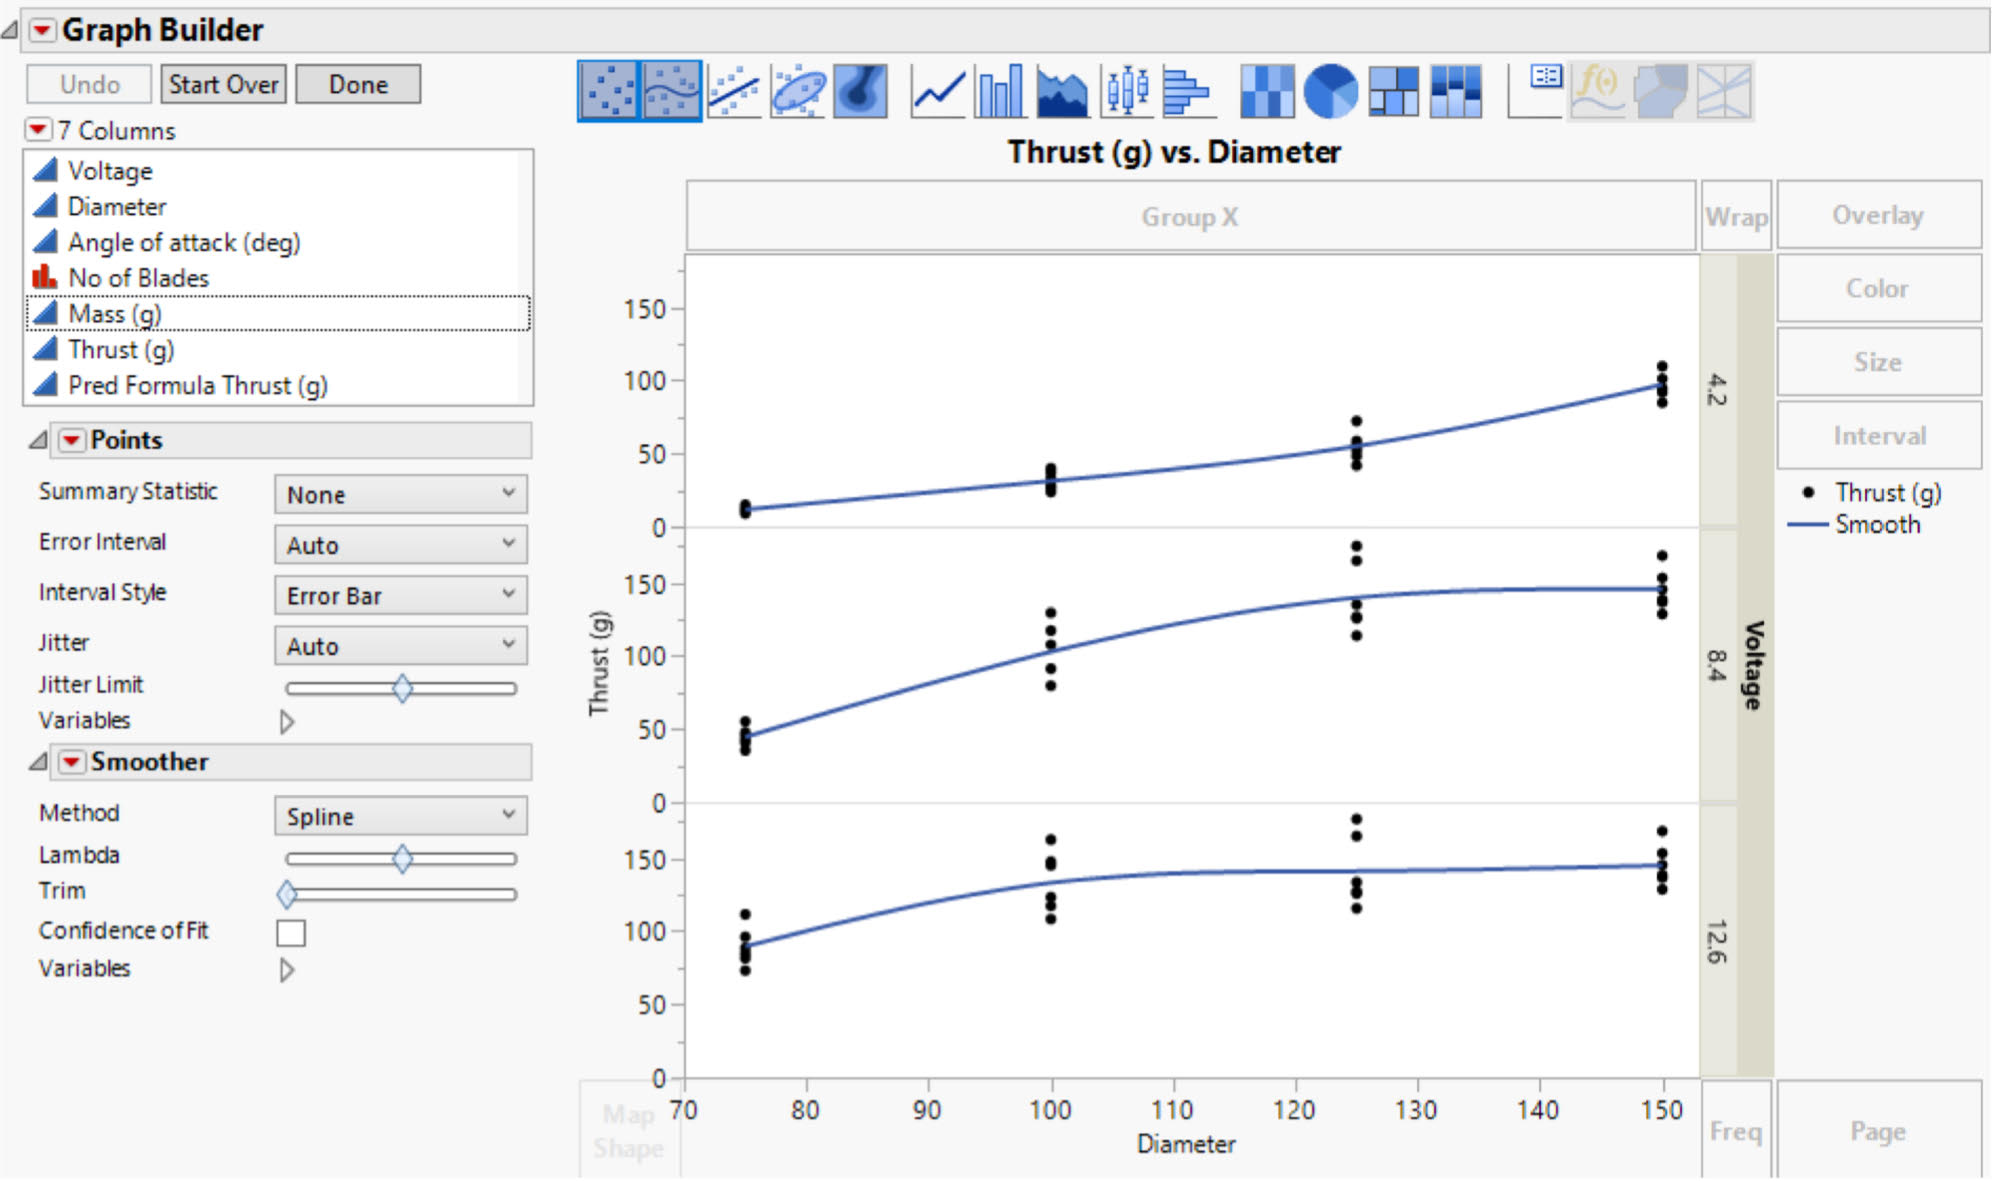 Graph Builder
Undo Start Over Done
7 Columns
Voltage
Diameter
Angle of attack (deg)
No of Blades
Mass (g)
Thrust (g)
Pred Formula Thrust (g)
Points
Summary Statistic None
Error Interval Auto
Interval Style Error Bar
Jitter Auto
Jitter Limit
Variables
Smoother
Method Spline
Lambda
Trim
Confidence of Fit
Variables
f(•)
Thrust (g) vs. Diameter
Group X Wrap Overlay
Color
Size
Interval
Thrust (g)
Smooth
150
100
50
0
150
100
50
0
150
100
50
0
Thrust (g)
4.2
8.4
12.6
Voltage
70 80 90 100 110 120 130 140 150
Diameter
Map
Shape
Freq
Page